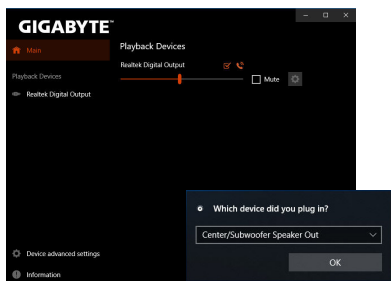 GIGABYTE™
Main
Playback Devices
Realtek Digital Output
Playback Devices
Realtek Digital Output
Mute
Device advanced settings
Information
Which device did you plug in?
Center/Subwoofer Speaker Out
OK